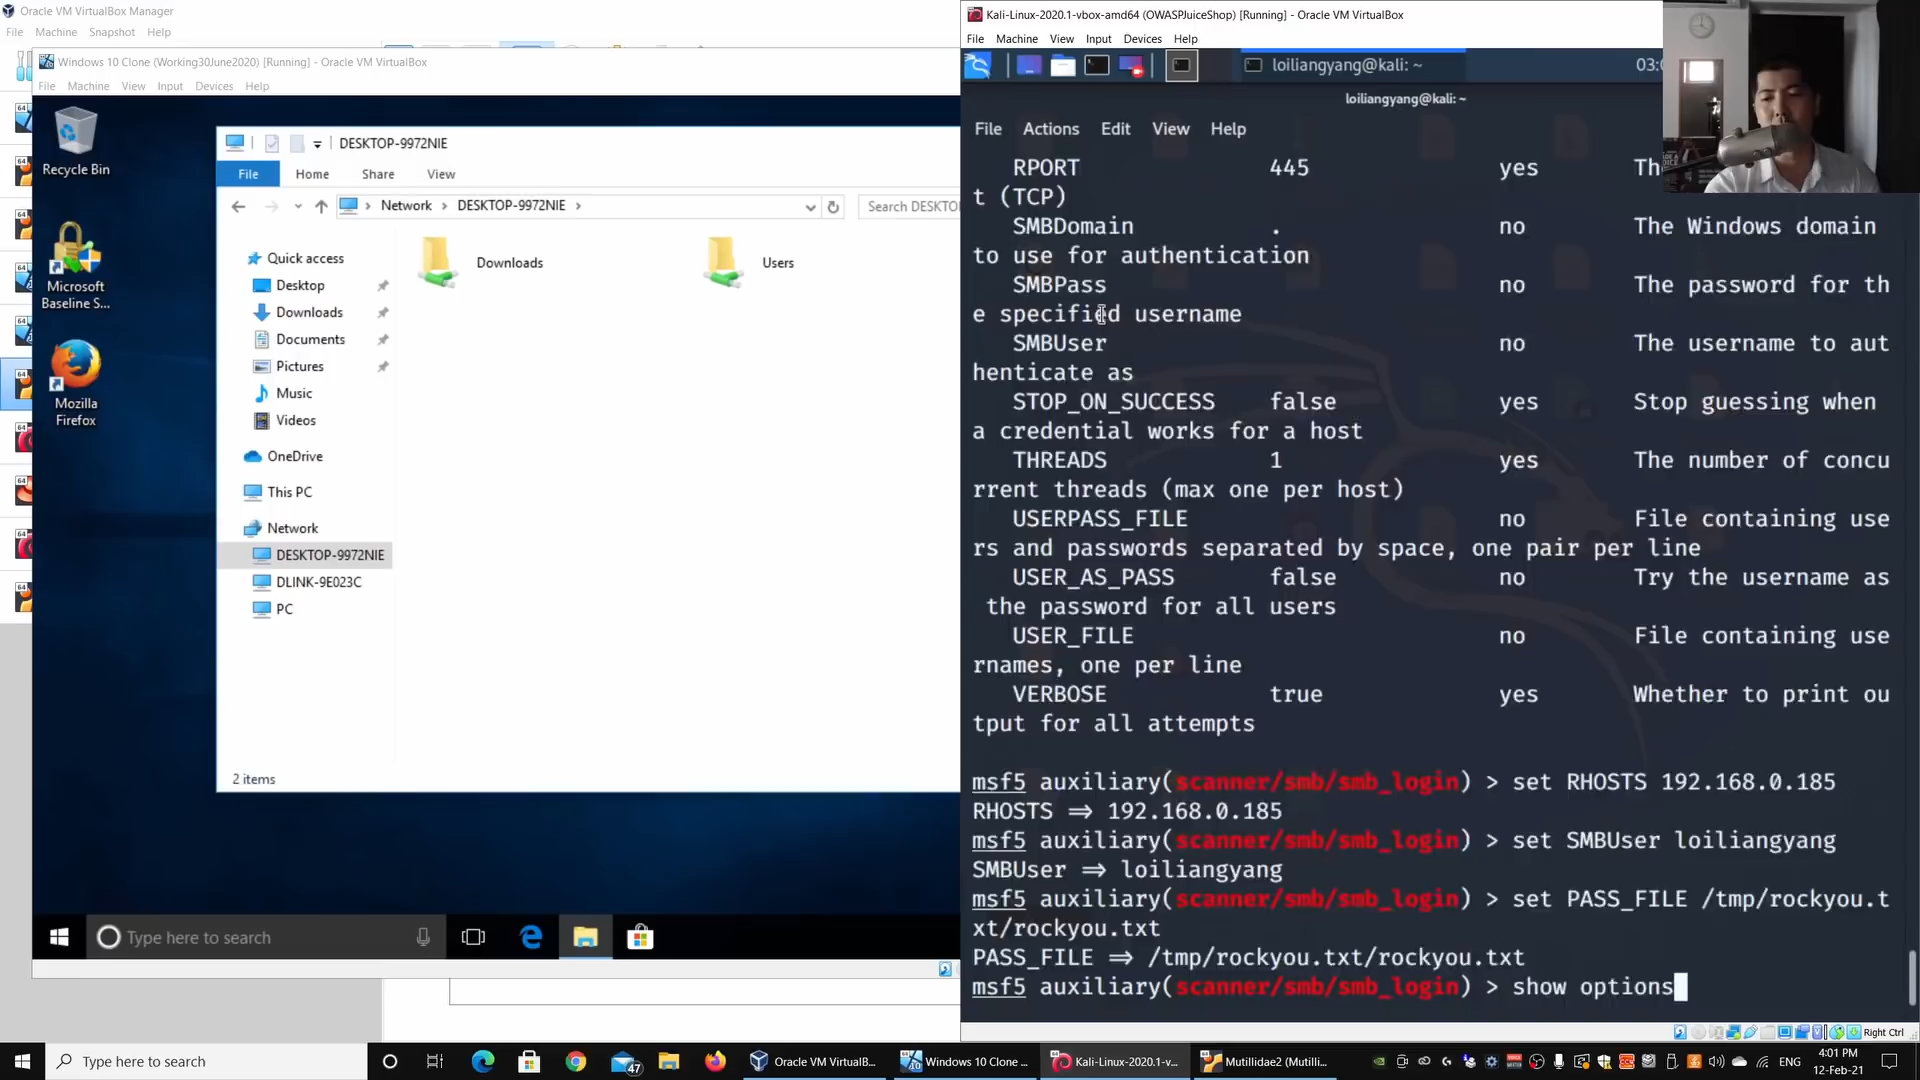 Oracle VM VirtualBox Manager
File Machine Snapshot Help
Windows 10 Clone (Working30June2020) [Running] - Oracle VM VirtualBox
File Machine View Input Devices Help
Recycle Bin
Microsoft
Baseline S...
Mozilla
Firefox
DESKTOP-9972NIE
File Home Share View
Network > DESKTOP-9972NIE >
Search DESKTO
Quick access
Desktop
Downloads
Documents
Pictures
Music
Videos
OneDrive
This PC
Network
DESKTOP-9972NIE
DLINK-9E023C
PC
Downloads
Users
2 items
Type here to search
Kali-Linux-2020.1-vbox-amd64 (OWASPJuiceShop) [Running] - Oracle VM VirtualBox
File Machine View Input Devices Help
loiliangyang@kali: ~
loiliangyang@kali:~
File Actions Edit View Help
RPORT 445 yes Th
t (TCP)
SMBDomain . no The Windows domain
to use for authentication
SMBPass no The password for th
e specified username
SMBUser no The username to aut
henticate as
STOP_ON_SUCCESS false yes Stop guessing when
a credential works for a host
THREADS 1 yes The number of concu
rrent threads (max one per host)
USERPASS_FILE no File containing use
rs and passwords separated by space, one pair per line
USER_AS_PASS false no Try the username as
the password for all users
USER_FILE no File containing use
rnames, one per line
VERBOSE true yes Whether to print ou
tput for all attempts
msf5 auxiliary(scanner/smb/smb_login) > set RHOSTS 192.168.0.185
RHOSTS => 192.168.0.185
msf5 auxiliary(scanner/smb/smb_login) > set SMBUser loiliangyang
SMBUser => loiliangyang
msf5 auxiliary(scanner/smb/smb_login) > set PASS_FILE /tmp/rockyou.t
xt/rockyou.txt
PASS_FILE => /tmp/rockyou.txt/rockyou.txt
msf5 auxiliary(scanner/smb/smb_login) > show options
Right Ctrl
Type here to search
47
Oracle VM VirtualB...
Windows 10 Clone ...
Kali-Linux-2020.1-v...
Mutillidae2 (Mutilli...
ENG
4:01 PM
12-Feb-21